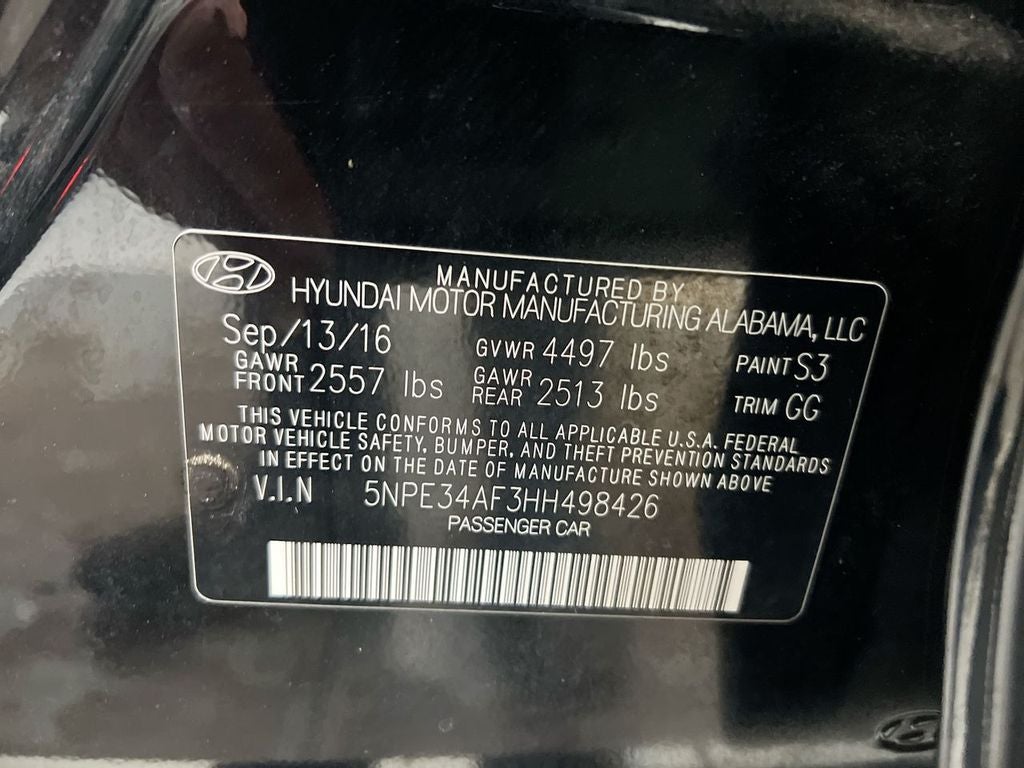 MANUFACTURED BY
HYUNDAI MOTOR MANUFACTURING ALABAMA, LLC
Sep/13/16 GVWR 4497 lbs PAINT S3
GAWR FRONT 2557 lbs GAWR REAR 2513 lbs TRIM GG
THIS VEHICLE CONFORMS TO ALL APPLICABLE U.S.A. FEDERAL
MOTOR VEHICLE SAFETY, BUMPER, AND THEFT PREVENTION STANDARDS
IN EFFECT ON THE DATE OF MANUFACTURE SHOWN ABOVE
V.I.N 5NPE34AF3HH498426
PASSENGER CAR